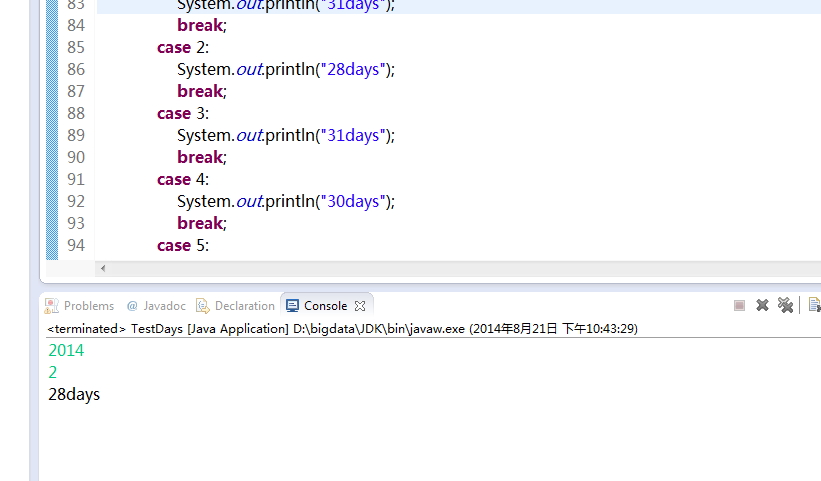 83 System.out.println("31days");
84 break;
85 case 2:
86 System.out.println("28days");
87 break;
88 case 3:
89 System.out.println("31days");
90 break;
91 case 4:
92 System.out.println("30days");
93 break;
94 case 5:
Problems @ Javadoc Declaration Console
<terminated> TestDays [Java Application] D:\bigdata\JDK\bin\javaw.exe (2014年8月21日 下午10:43:29)
2014
2
28days